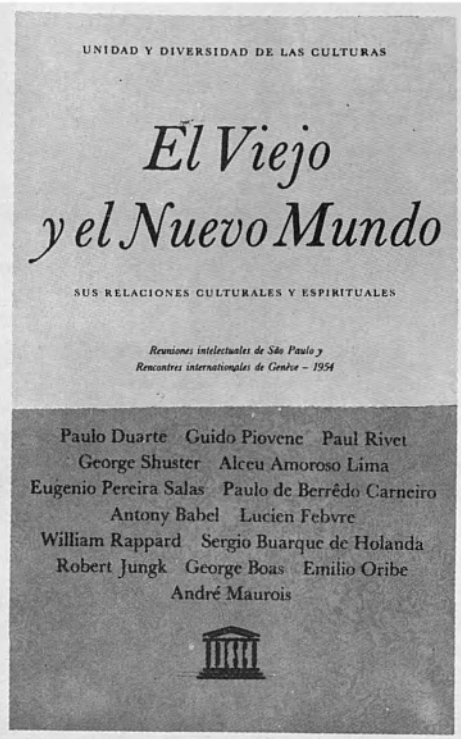 UNIDAD Y DIVERSIDAD DE LAS CULTURAS
El Viejo
y el Nuevo Mundo
SUS RELACIONES CULTURALES Y ESPIRITUALES
Reuniones intelectuales de São Paulo y
Rencontres internationales de Genève – 1954
Paulo Duarte Guido Piovene Paul Rivet
George Shuster Alceu Amoroso Lima
Eugenio Pereira Salas Paulo de Berrêdo Carneiro
Antony Babel Lucien Febvre
William Rappard Sergio Buarque de Holanda
Robert Jungk George Boas Emilio Oribe
André Maurois